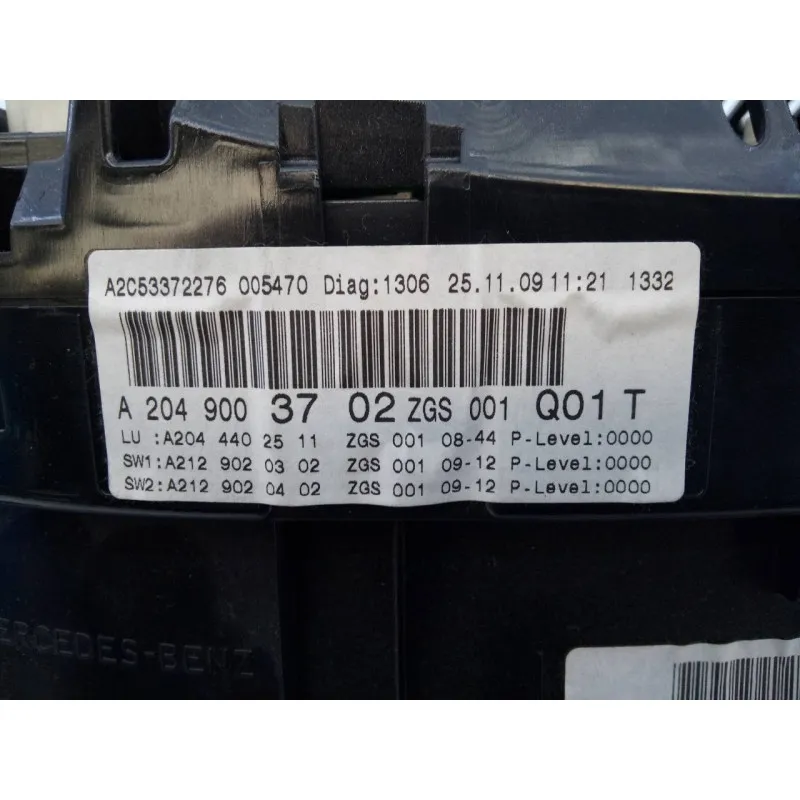 A2C53372276 005470 Diag:1306 25.11.09 11:21 1332
A 204 900 37 02 ZGS 001 Q01 T
LU :A204 440 25 11 ZGS 001 08-44 P-Level:0000
SW1:A212 902 03 02 ZGS 001 09-12 P-Level:0000
SW2:A212 902 04 02 ZGS 001 09-12 P-Level:0000
MERCEDES-BENZ